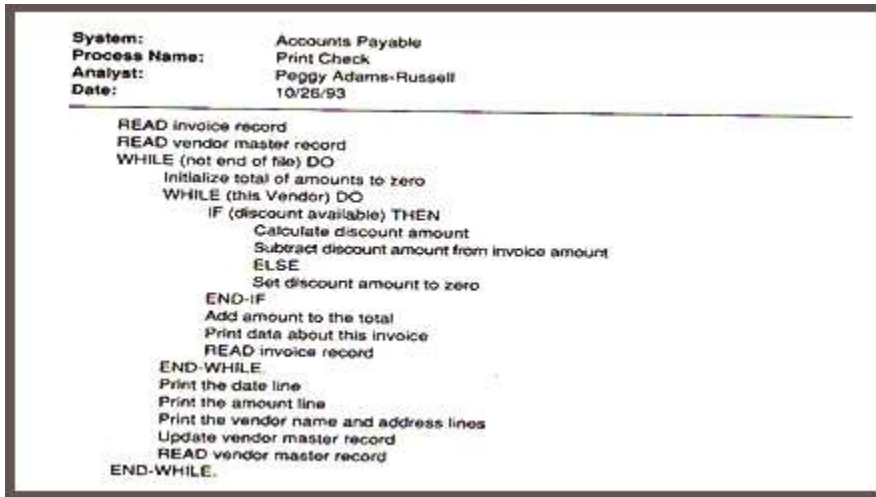 System: Accounts Payable
Process Name: Print Check
Analyst: Peggy Adams-Russell
Date: 10/26/93
READ invoice record
READ vendor master record
WHILE (not end of file) DO
Initialize total of amounts to zero
WHILE (this Vendor) DO
IF (discount available) THEN
Calculate discount amount
Subtract discount amount from invoice amount
ELSE
Set discount amount to zero
END-IF
Add amount to the total
Print data about this invoice
READ invoice record
END-WHILE.
Print the date line
Print the amount line
Print the vendor name and address lines
Update vendor master record
READ vendor master record
END-WHILE.